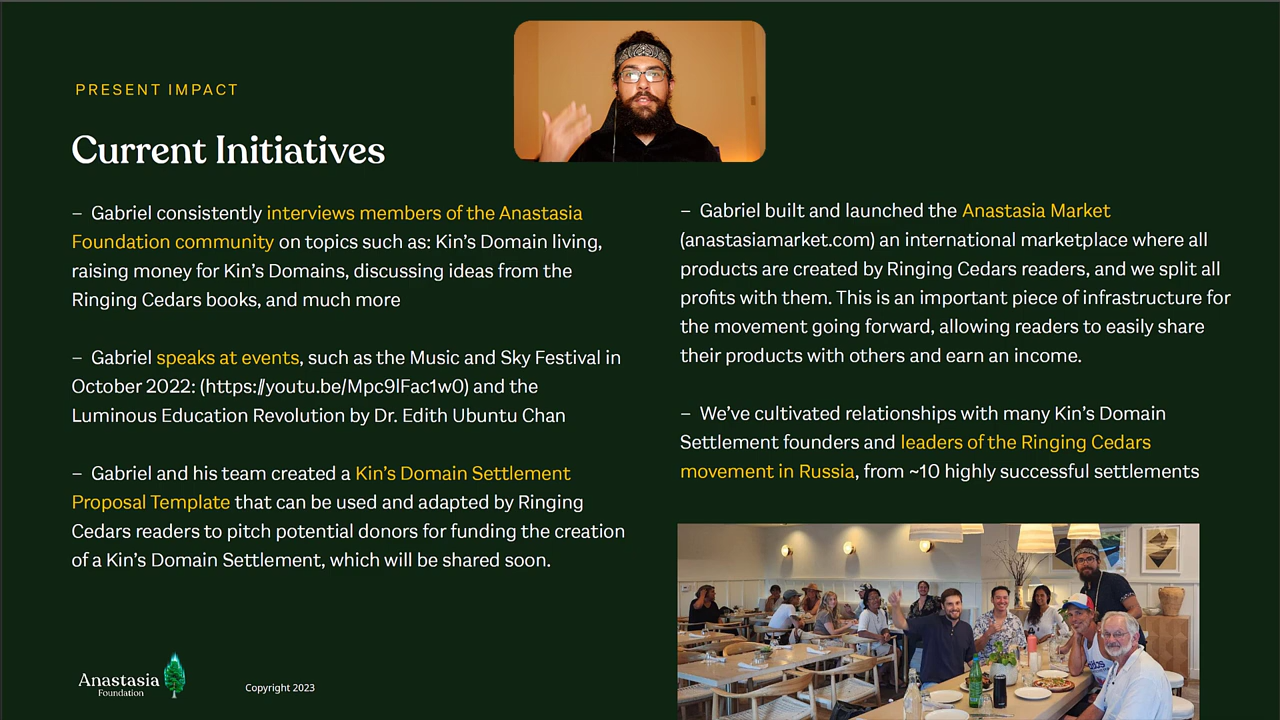 PRESENT IMPACT
Current Initiatives
– Gabriel consistently interviews members of the Anastasia
Foundation community on topics such as: Kin's Domain living,
raising money for Kin's Domains, discussing ideas from the
Ringing Cedars books, and much more
– Gabriel speaks at events, such as the Music and Sky Festival in
October 2022: (https://youtu.be/Mpc9lFac1w0) and the
Luminous Education Revolution by Dr. Edith Ubuntu Chan
– Gabriel and his team created a Kin's Domain Settlement
Proposal Template that can be used and adapted by Ringing
Cedars readers to pitch potential donors for funding the creation
of a Kin's Domain Settlement, which will be shared soon.
– Gabriel built and launched the Anastasia Market
(anastasiamarket.com) an international marketplace where all
products are created by Ringing Cedars readers, and we split all
profits with them. This is an important piece of infrastructure for
the movement going forward, allowing readers to easily share
their products with others and earn an income.
– We've cultivated relationships with many Kin's Domain
Settlement founders and leaders of the Ringing Cedars
movement in Russia, from ~10 highly successful settlements
Anastasia
Foundation
Copyright 2023